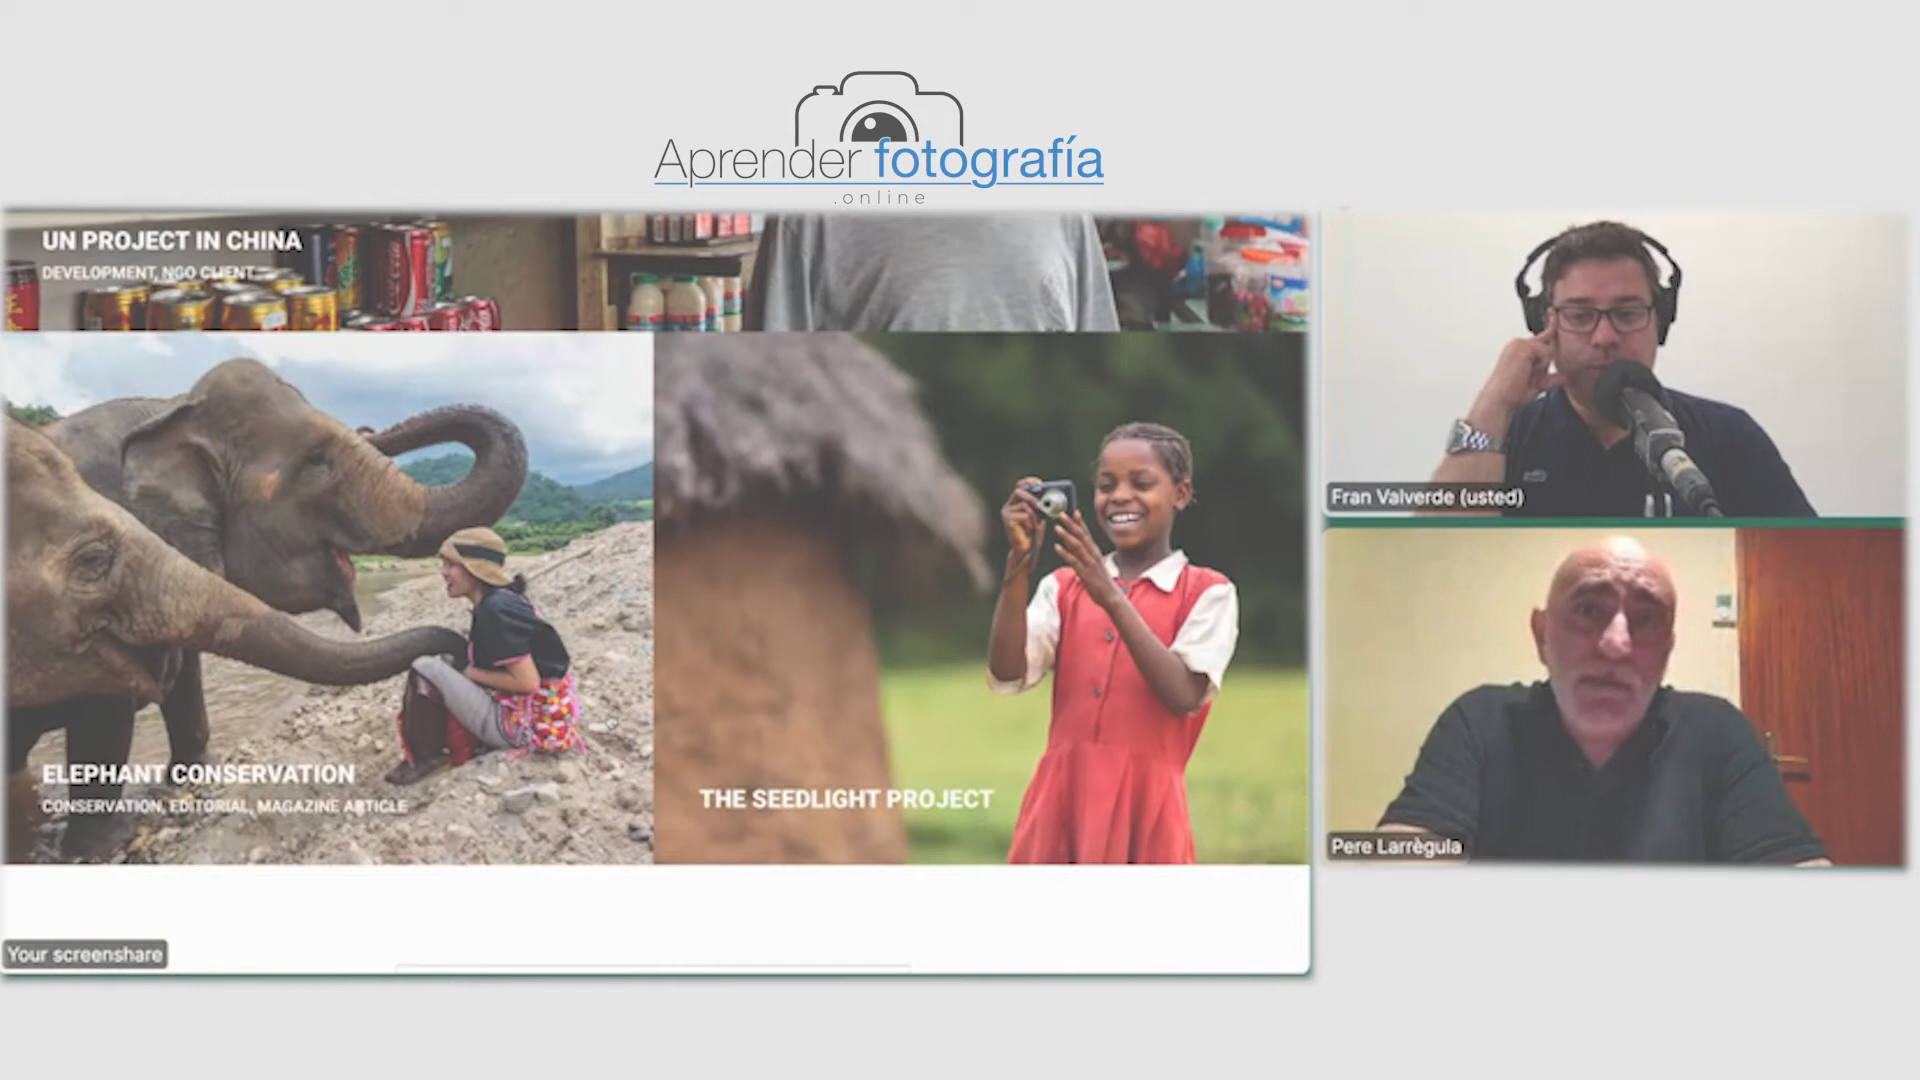 Aprender fotografía
.online
UN PROJECT IN CHINA
DEVELOPMENT, NGO CLIENT
ELEPHANT CONSERVATION
CONSERVATION, EDITORIAL, MAGAZINE ARTICLE
THE SEEDLIGHT PROJECT
Your screenshare
Fran Valverde (usted)
Pere Larrègula